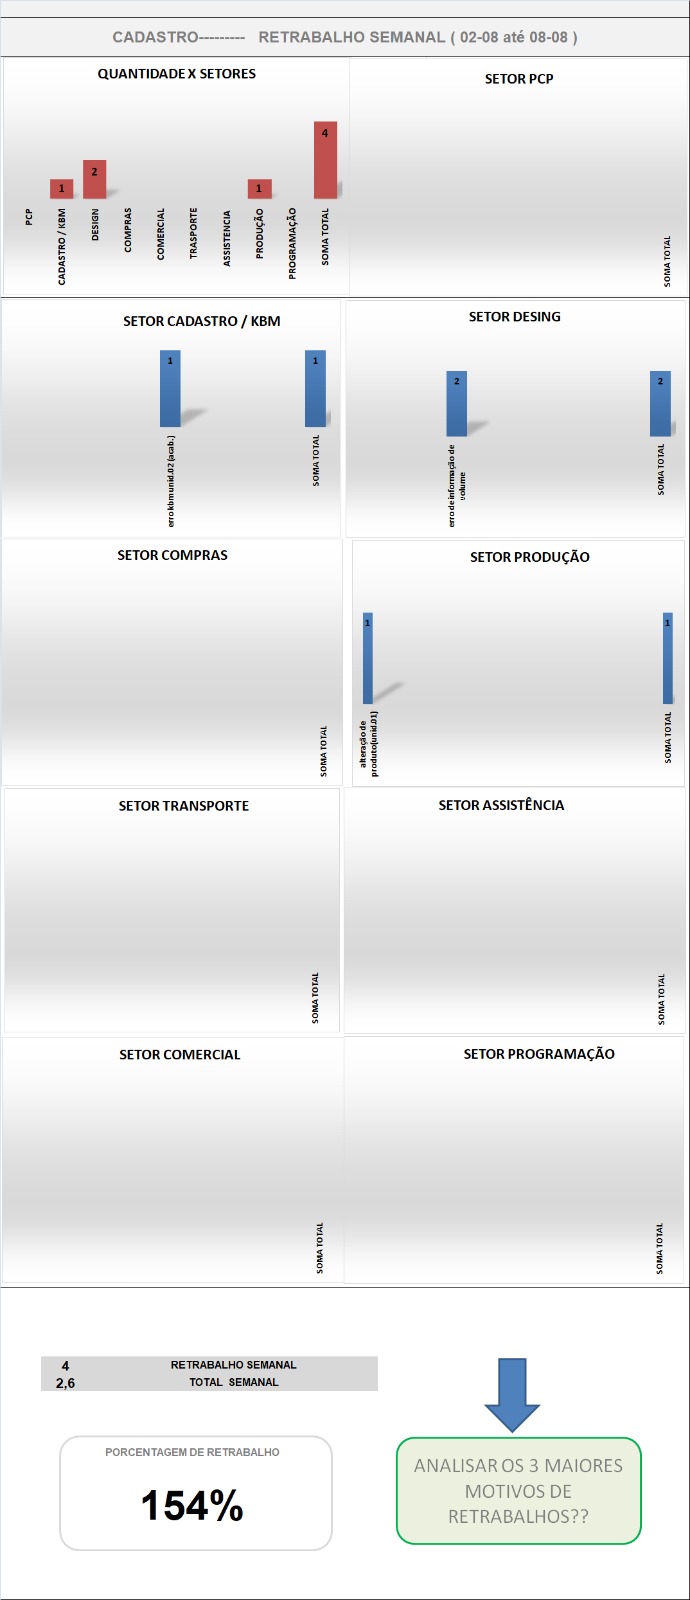 CADASTRO--------- RETRABALHO SEMANAL ( 02-08 até 08-08 )
QUANTIDADE X SETORES
1
2
1
4
PCP
CADASTRO / KBM
DESIGN
COMPRAS
COMERCIAL
TRASPORTE
ASSISTENCIA
PRODUÇÃO
PROGRAMAÇÃO
SOMA TOTAL
SETOR PCP
SOMA TOTAL
SETOR CADASTRO / KBM
1
1
erro kbm unid.02 (acab.)
SOMA TOTAL
SETOR DESING
2
2
erro de informação de
volume
SOMA TOTAL
SETOR COMPRAS
SOMA TOTAL
SETOR PRODUÇÃO
1
1
alteração de
produto(unid.01)
SOMA TOTAL
SETOR TRANSPORTE
SOMA TOTAL
SETOR ASSISTÊNCIA
SOMA TOTAL
SETOR COMERCIAL
SOMA TOTAL
SETOR PROGRAMAÇÃO
SOMA TOTAL
4 RETRABALHO SEMANAL
2,6 TOTAL SEMANAL
PORCENTAGEM DE RETRABALHO
154%
ANALISAR OS 3 MAIORES
MOTIVOS DE
RETRABALHOS??